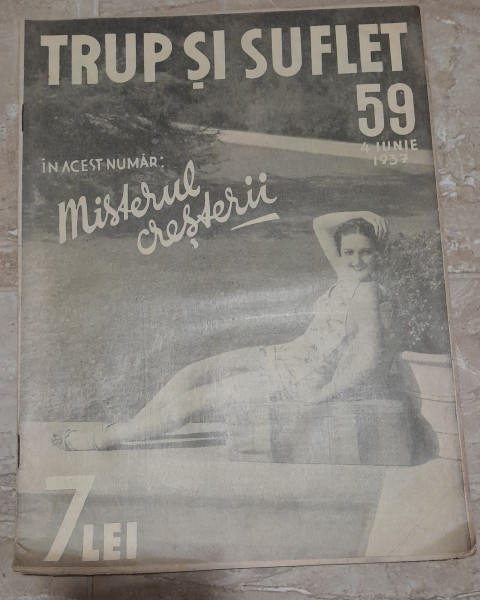 TRUP ȘI SUFLET
59
4 IUNIE
1937
ÎN ACEST NUMĂR:
Misterul
creșterii
7 LEI